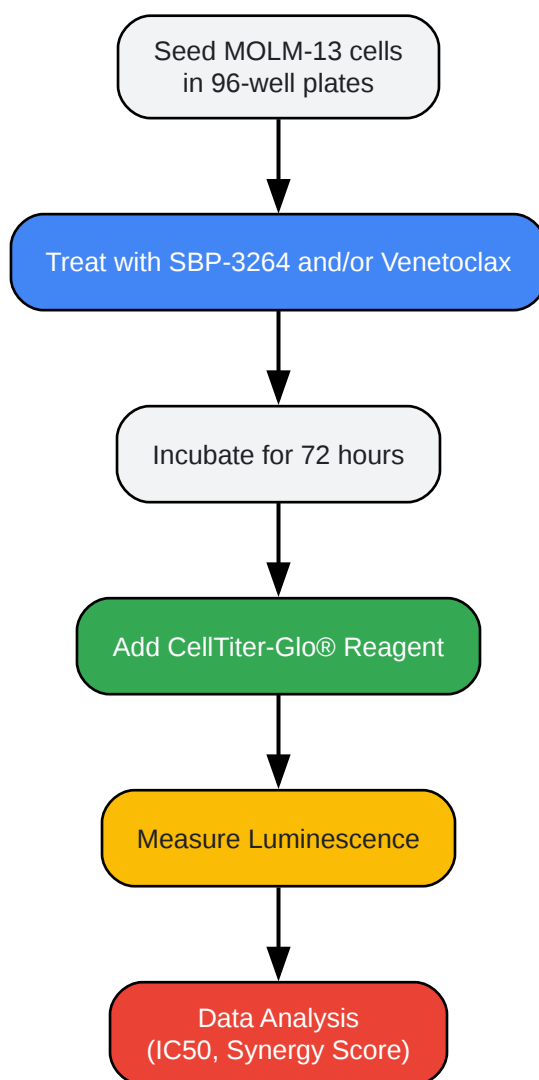 Seed MOLM-13 cells
in 96-well plates
Treat with SBP-3264 and/or Venetoclax
Incubate for 72 hours
Add CellTiter-Glo® Reagent
Measure Luminescence
Data Analysis
(IC50, Synergy Score)